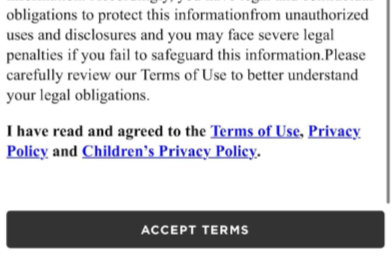 obligations to protect this informationfrom unauthorized
uses and disclosures and you may face severe legal
penalties if you fail to safeguard this information.Please
carefully review our Terms of Use to better understand
your legal obligations.
I have read and agreed to the Terms of Use, Privacy
Policy and Children’s Privacy Policy.
ACCEPT TERMS